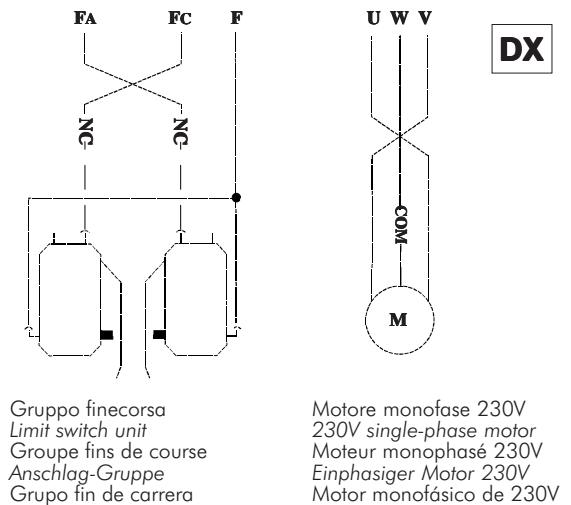 FA FC F U W V
DX
NC NC
COM
M
Gruppo finecorsa
Limit switch unit
Groupe fins de course
Anschlag-Gruppe
Grupo fin de carrera
Motore monofase 230V
230V single-phase motor
Moteur monophasé 230V
Einphasiger Motor 230V
Motor monofásico de 230V